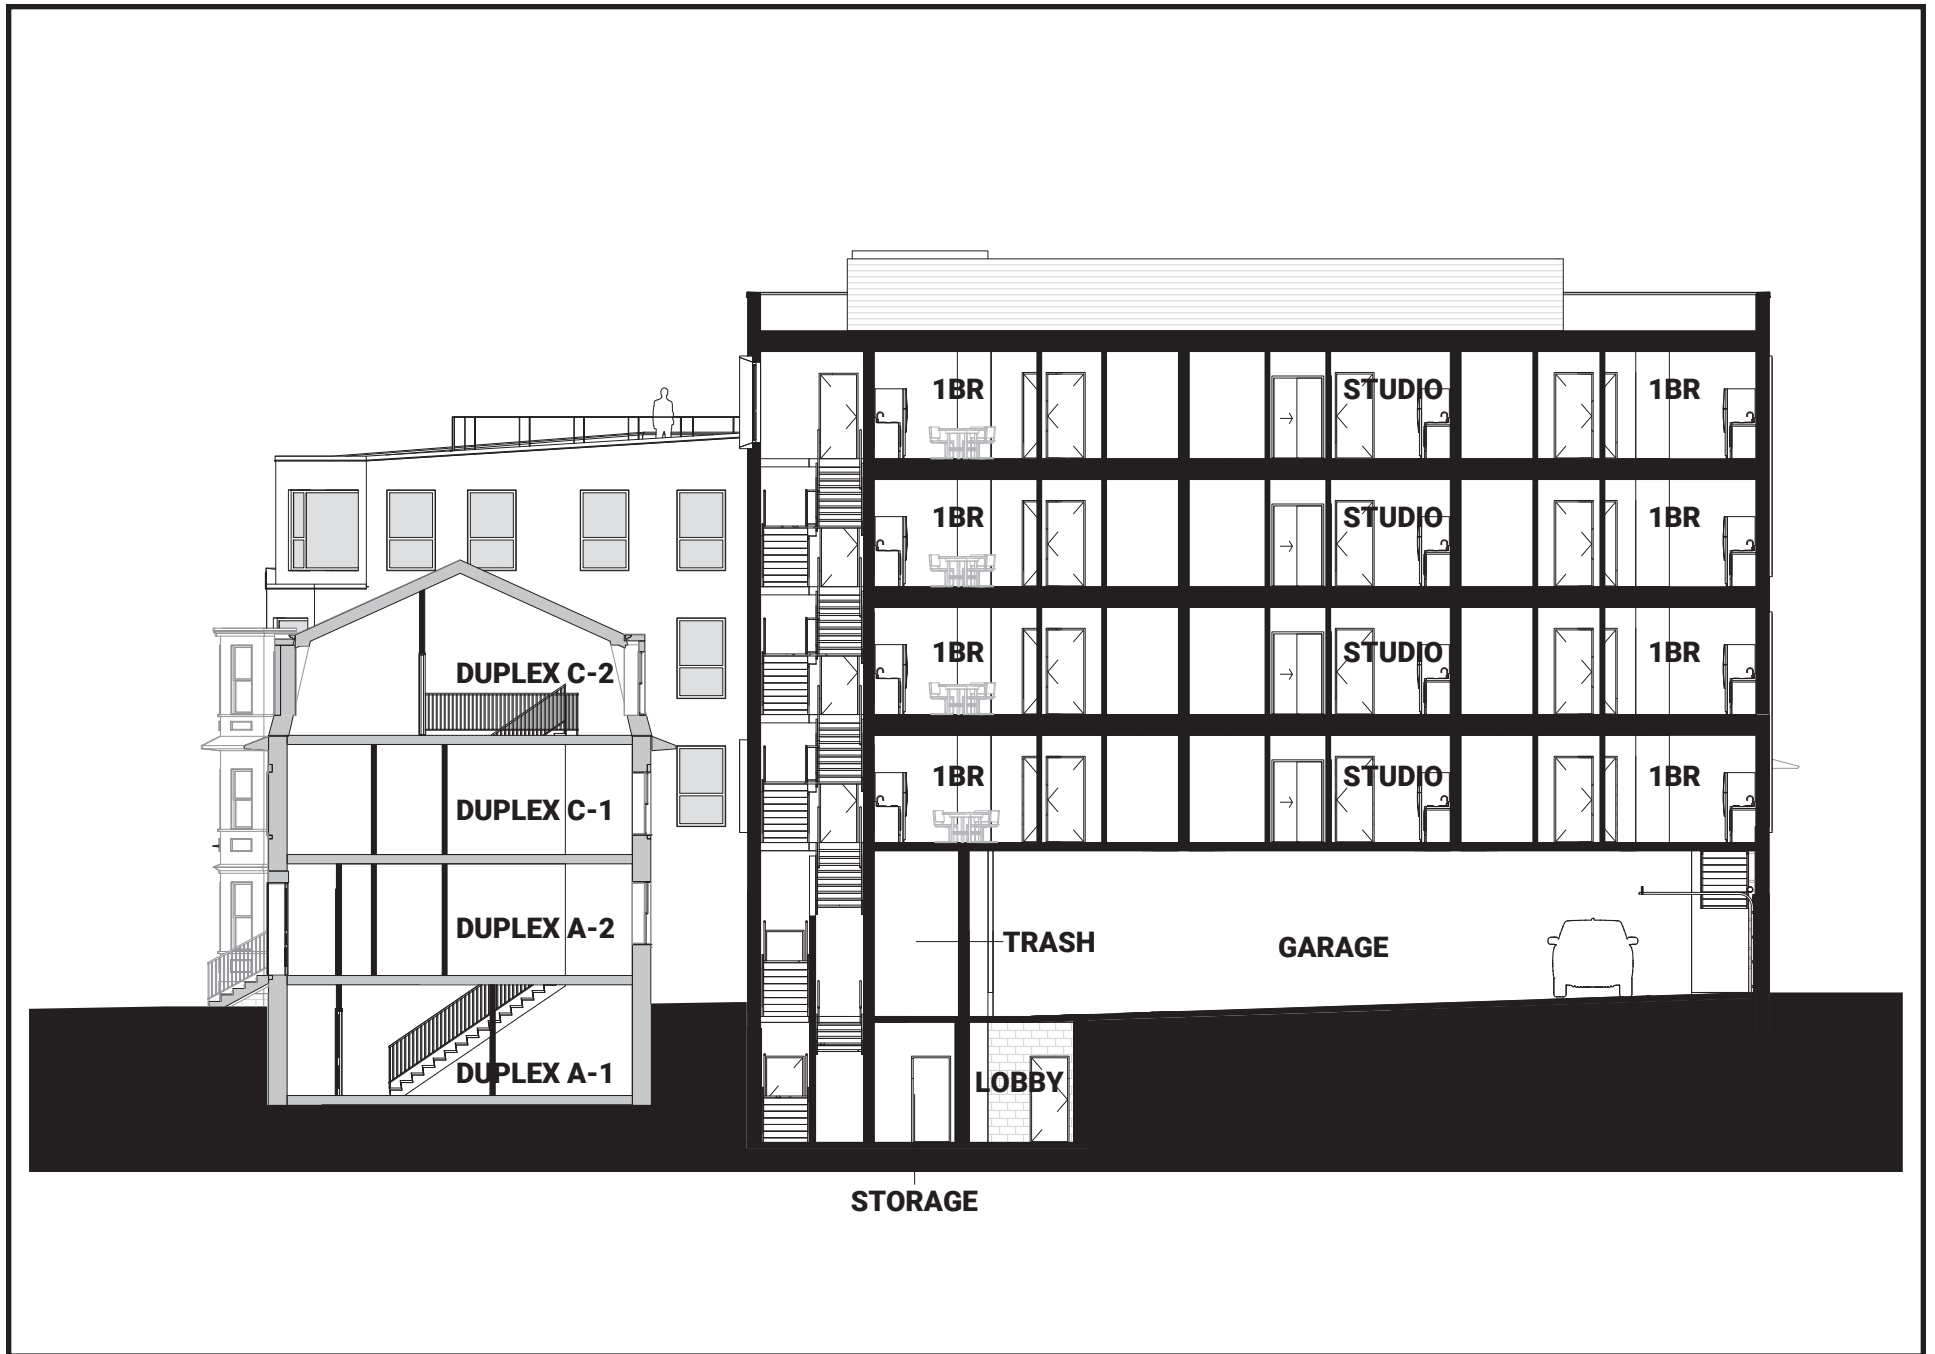 1BR
STUDIO
1BR
1BR
STUDIO
1BR
1BR
STUDIO
1BR
DUPLEX C-2
1BR
STUDIO
1BR
DUPLEX C-1
DUPLEX A-2
TRASH
GARAGE
DUPLEX A-1
LOBBY
STORAGE